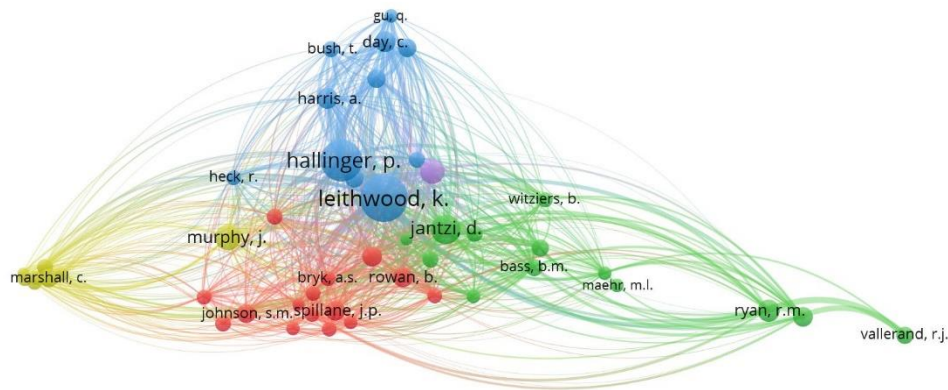 gu, q.
bush, t.
day, c.
harris, a.
hallinger, p.
heck, r.
leithwood, k.
witziers, b.
jantzi, d.
murphy, j.
bass, b.m.
marshall, c.
bryk, a.s.
rowan, b.
maehr, m.l.
johnson, s.m.
spillane, j.p.
ryan, r.m.
vallerand, r.j.